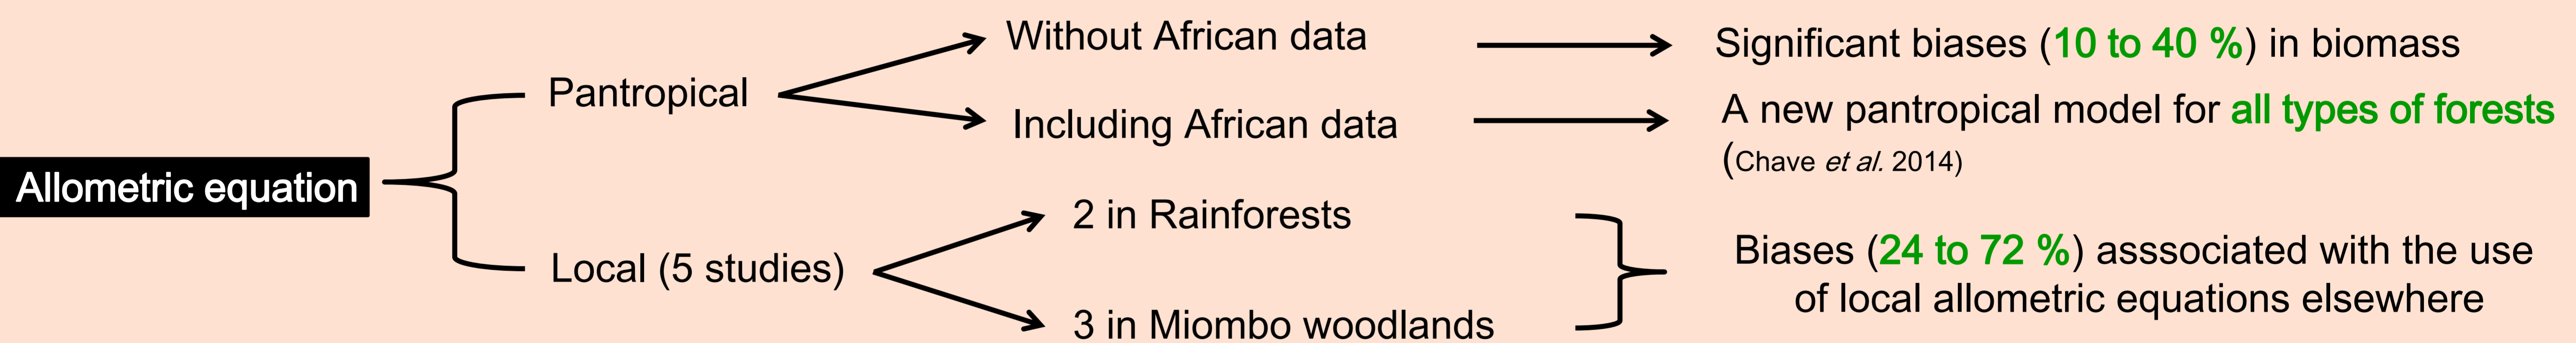 Allometric equation
Pantropical
Without African data
Significant biases (10 to 40 %) in biomass
Including African data
A new pantropical model for all types of forests
(Chave et al. 2014)
Local (5 studies)
2 in Rainforests
3 in Miombo woodlands
Biases (24 to 72 %) asssociated with the use
of local allometric equations elsewhere